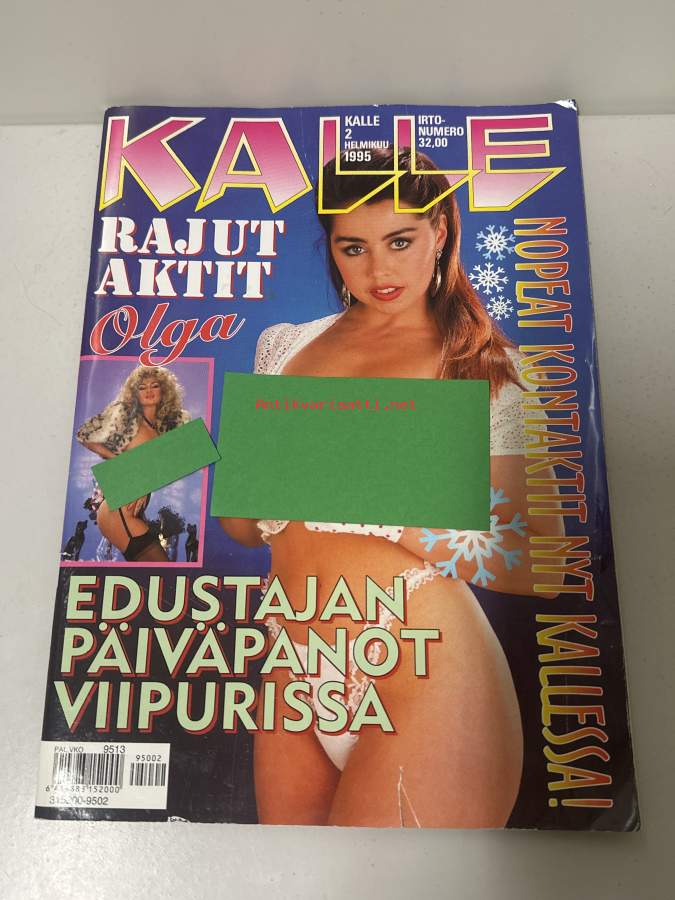 KALLE
KALLE
2
HELMIKUU
1995
IRTO-
NUMERO
32,00
RAJUT
AKTIT
Olga
Antikvariaatti.net
NOPEAT KONTAKTIT NYT KALLESSA!
EDUSTAJAN
PÄIVÄPANOT
VIIPURISSA
PAL.VKO 9513
95002
315200-9502